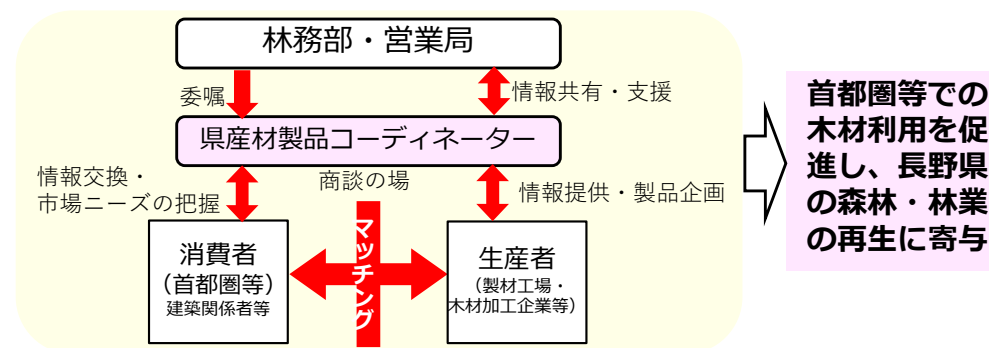 林務部・営業局
委嘱
情報共有・支援
県産材製品コーディネーター
情報交換・
市場ニーズの把握
商談の場
情報提供・製品企画
マッチング
消費者
（首都圏等）
建築関係者等
生産者
（製材工場・
木材加工企業等）
首都圏等での
木材利用を促
進し、長野県
の森林・林業
の再生に寄与